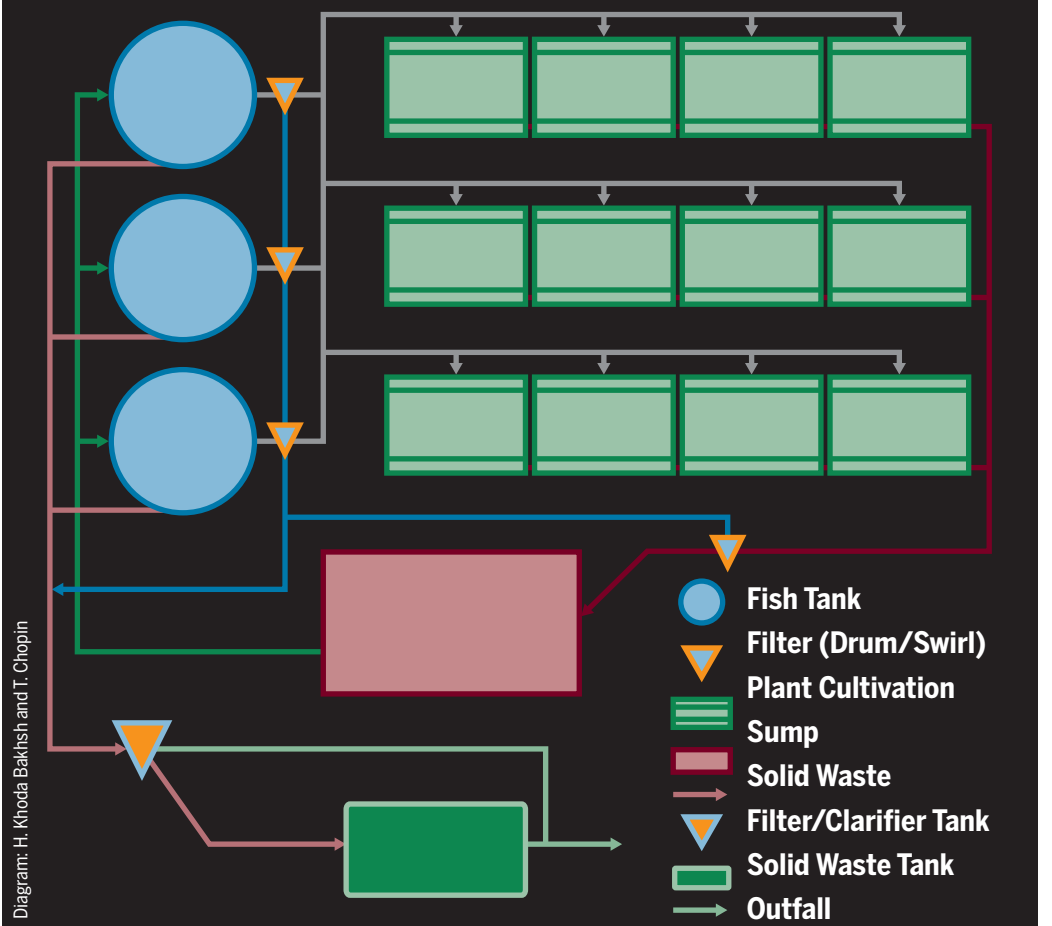 Fish Tank
Filter (Drum/Swirl)
Plant Cultivation
Sump
Solid Waste
Filter/Clarifier Tank
Solid Waste Tank
Outfall
Diagram: H. Khoda Bakhsh and T. Chopin